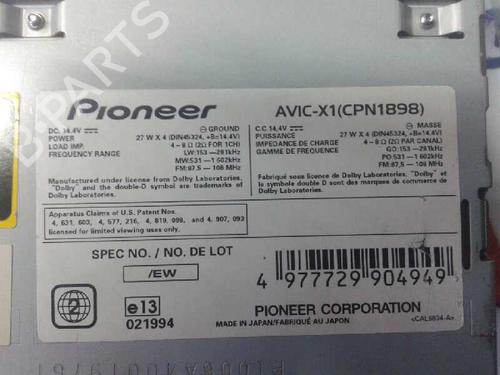 Pioneer
AVIC-X1(CPN1898)
DC. 14.4V GROUND
POWER 27 W X 4 (DIN45324, +B=14.4V)
LOAD IMP. 4~8 Ω (2Ω FOR 1CH)
FREQUENCY RANGE LW:153 —281kHz
MW:531—1 602kHz
FM:87.5 — 108 MHz
C.C. 14,4V MASSE
PUISSANCE 27 W X 4 (DIN45324, +B=14,4V)
IMPÉDANCE DE CHARGE 4~8 Ω (2Ω PAR CANAL)
GAMME DE FREQUENCE GO:153 —281kHz
PO:531—1 602kHz
FM:87,5 — 108 MHz
Manufactured under license from Dolby Laboratories.
"Dolby" and the double-D symbol are trademarks of
Dolby Laboratories.
Fabriqué sous licence de Dolby Laboratories.
"Dolby" et le symbole double-D sont des marques de commerce
de Dolby Laboratories.
Apparatus Claims of U.S. Patent Nos.
4, 631, 603, 4, 577, 216, 4, 819, 098, and 4, 907, 093
licensed for limited viewing uses only.
SPEC NO. / NO. DE LOT
/EW
2
e13
021994
4 977729 904949
PIONEER CORPORATION
MADE IN JAPAN/FABRIQUÉ AU JAPON
<CAL6834-A>
B-PARTS